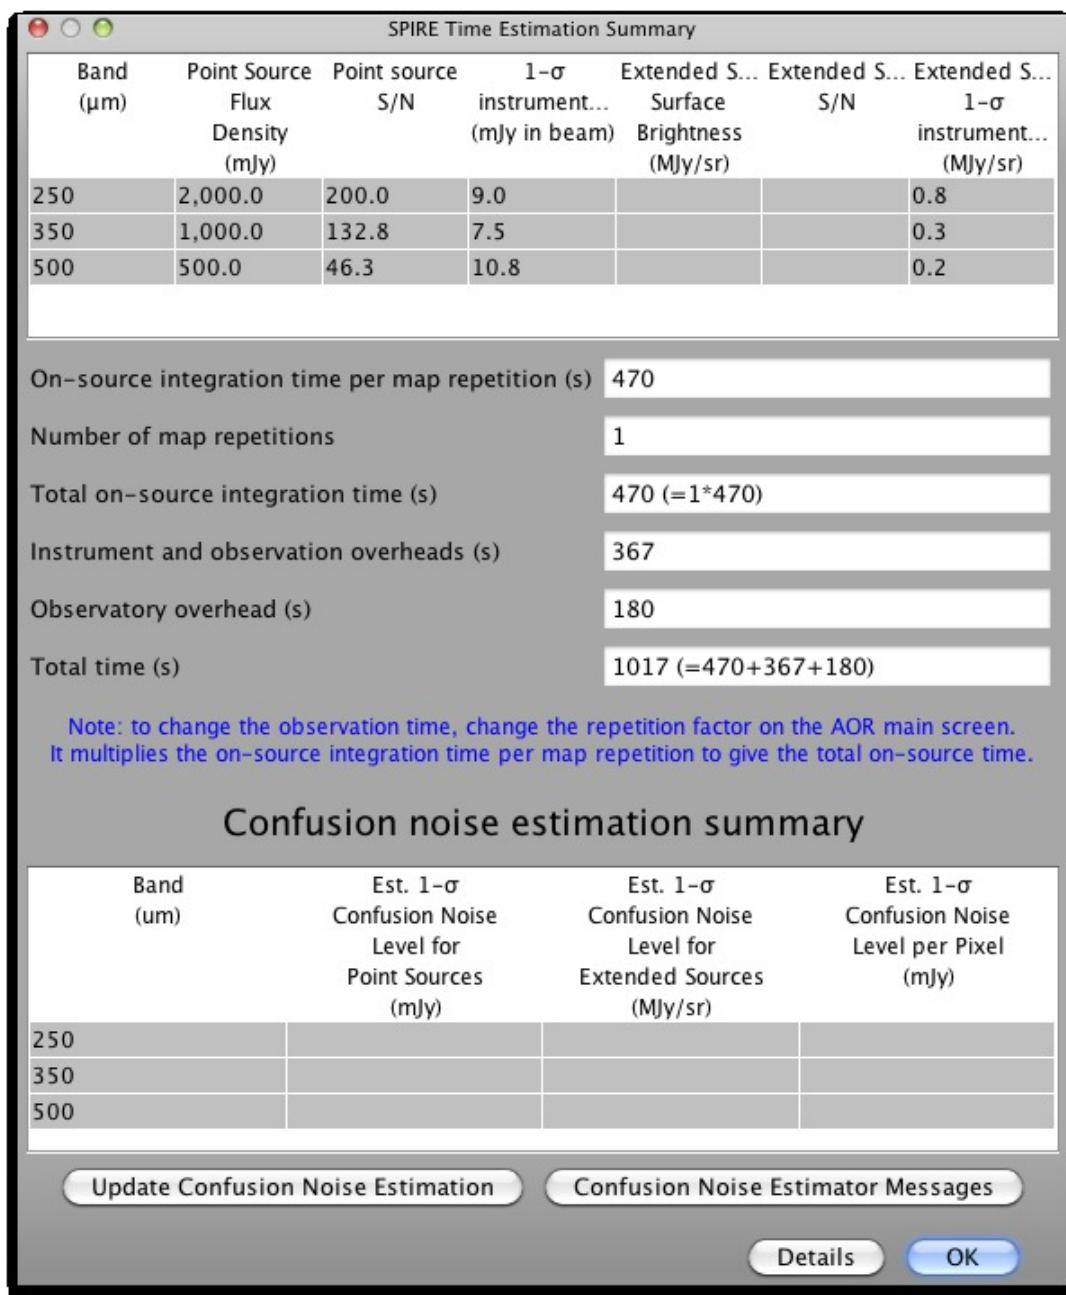 SPIRE Time Estimation Summary
Band Point Source Point source 1-σ Extended S... Extended S... Extended S...
(μm) Flux S/N instrument... Surface S/N 1-σ
Density (mJy in beam) Brightness instrument...
(mJy) (MJy/sr) (MJy/sr)
250 2,000.0 200.0 9.0 0.8
350 1,000.0 132.8 7.5 0.3
500 500.0 46.3 10.8 0.2
On-source integration time per map repetition (s) 470
Number of map repetitions 1
Total on-source integration time (s) 470 (=1*470)
Instrument and observation overheads (s) 367
Observatory overhead (s) 180
Total time (s) 1017 (=470+367+180)
Note: to change the observation time, change the repetition factor on the AOR main screen.
It multiplies the on-source integration time per map repetition to give the total on-source time.
Confusion noise estimation summary
Band Est. 1-σ Est. 1-σ Est. 1-σ
(um) Confusion Noise Confusion Noise Confusion Noise
Level for Level for Level per Pixel
Point Sources Extended Sources (mJy)
(mJy) (MJy/sr)
250
350
500
Update Confusion Noise Estimation Confusion Noise Estimator Messages
Details OK